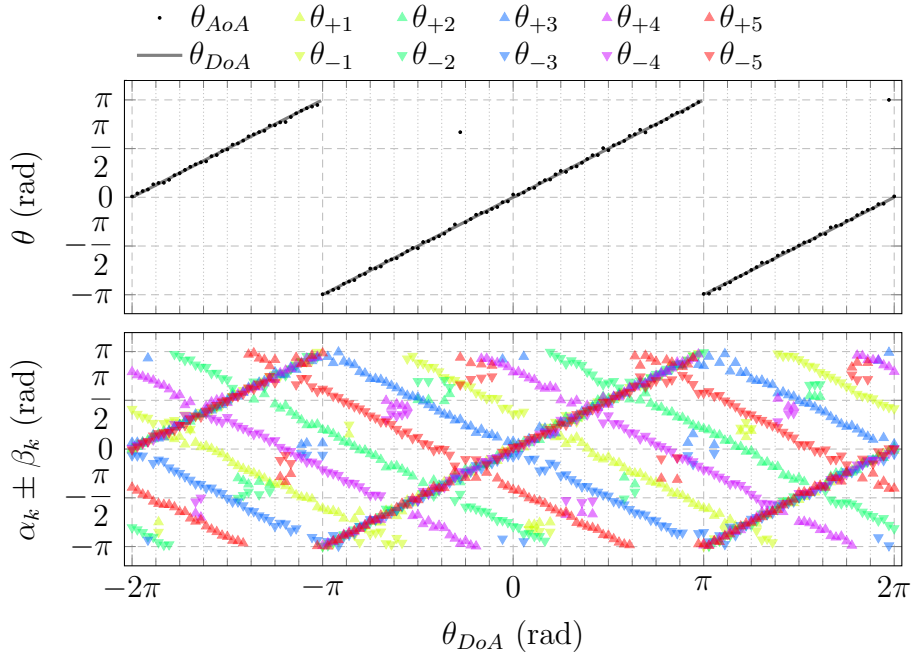 θ_AoA θ_+1 θ_+2 θ_+3 θ_+4 θ_+5
θ_DoA θ_−1 θ_−2 θ_−3 θ_−4 θ_−5
π
π/2
0
−π/2
−π
θ (rad)
π
π/2
0
−π/2
−π
α_k ± β_k (rad)
−2π −π 0 π 2π
θ_DoA (rad)